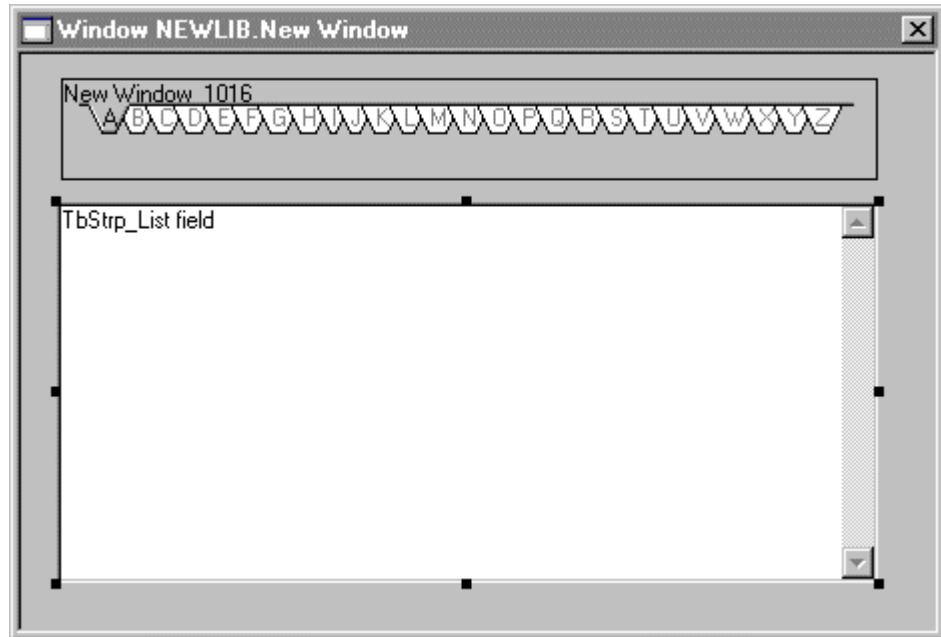 Window NEWLIB.New Window
New Window_1016
A B C D E F G H I J K L M N O P Q R S T U V W X Y Z
TbStrp_List field